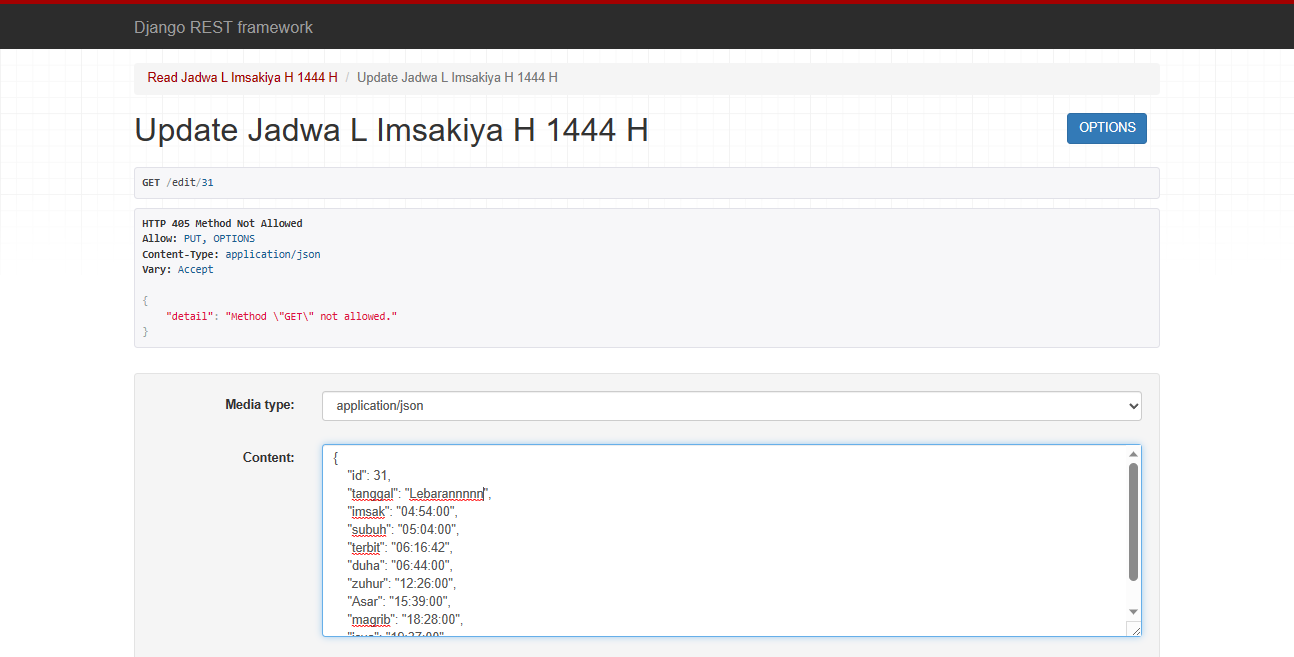 Django REST framework
Read Jadwa L Imsakiya H 1444 H / Update Jadwa L Imsakiya H 1444 H
Update Jadwa L Imsakiya H 1444 H
OPTIONS
GET /edit/31
HTTP 405 Method Not Allowed
Allow: PUT, OPTIONS
Content-Type: application/json
Vary: Accept
{
"detail": "Method \"GET\" not allowed."
}
Media type:
application/json
Content:
{
"id": 31,
"tanggal": "Lebarannnnn",
"imsak": "04:54:00",
"subuh": "05:04:00",
"terbit": "06:16:42",
"duha": "06:44:00",
"zuhur": "12:26:00",
"Asar": "15:39:00",
"magrib": "18:28:00",